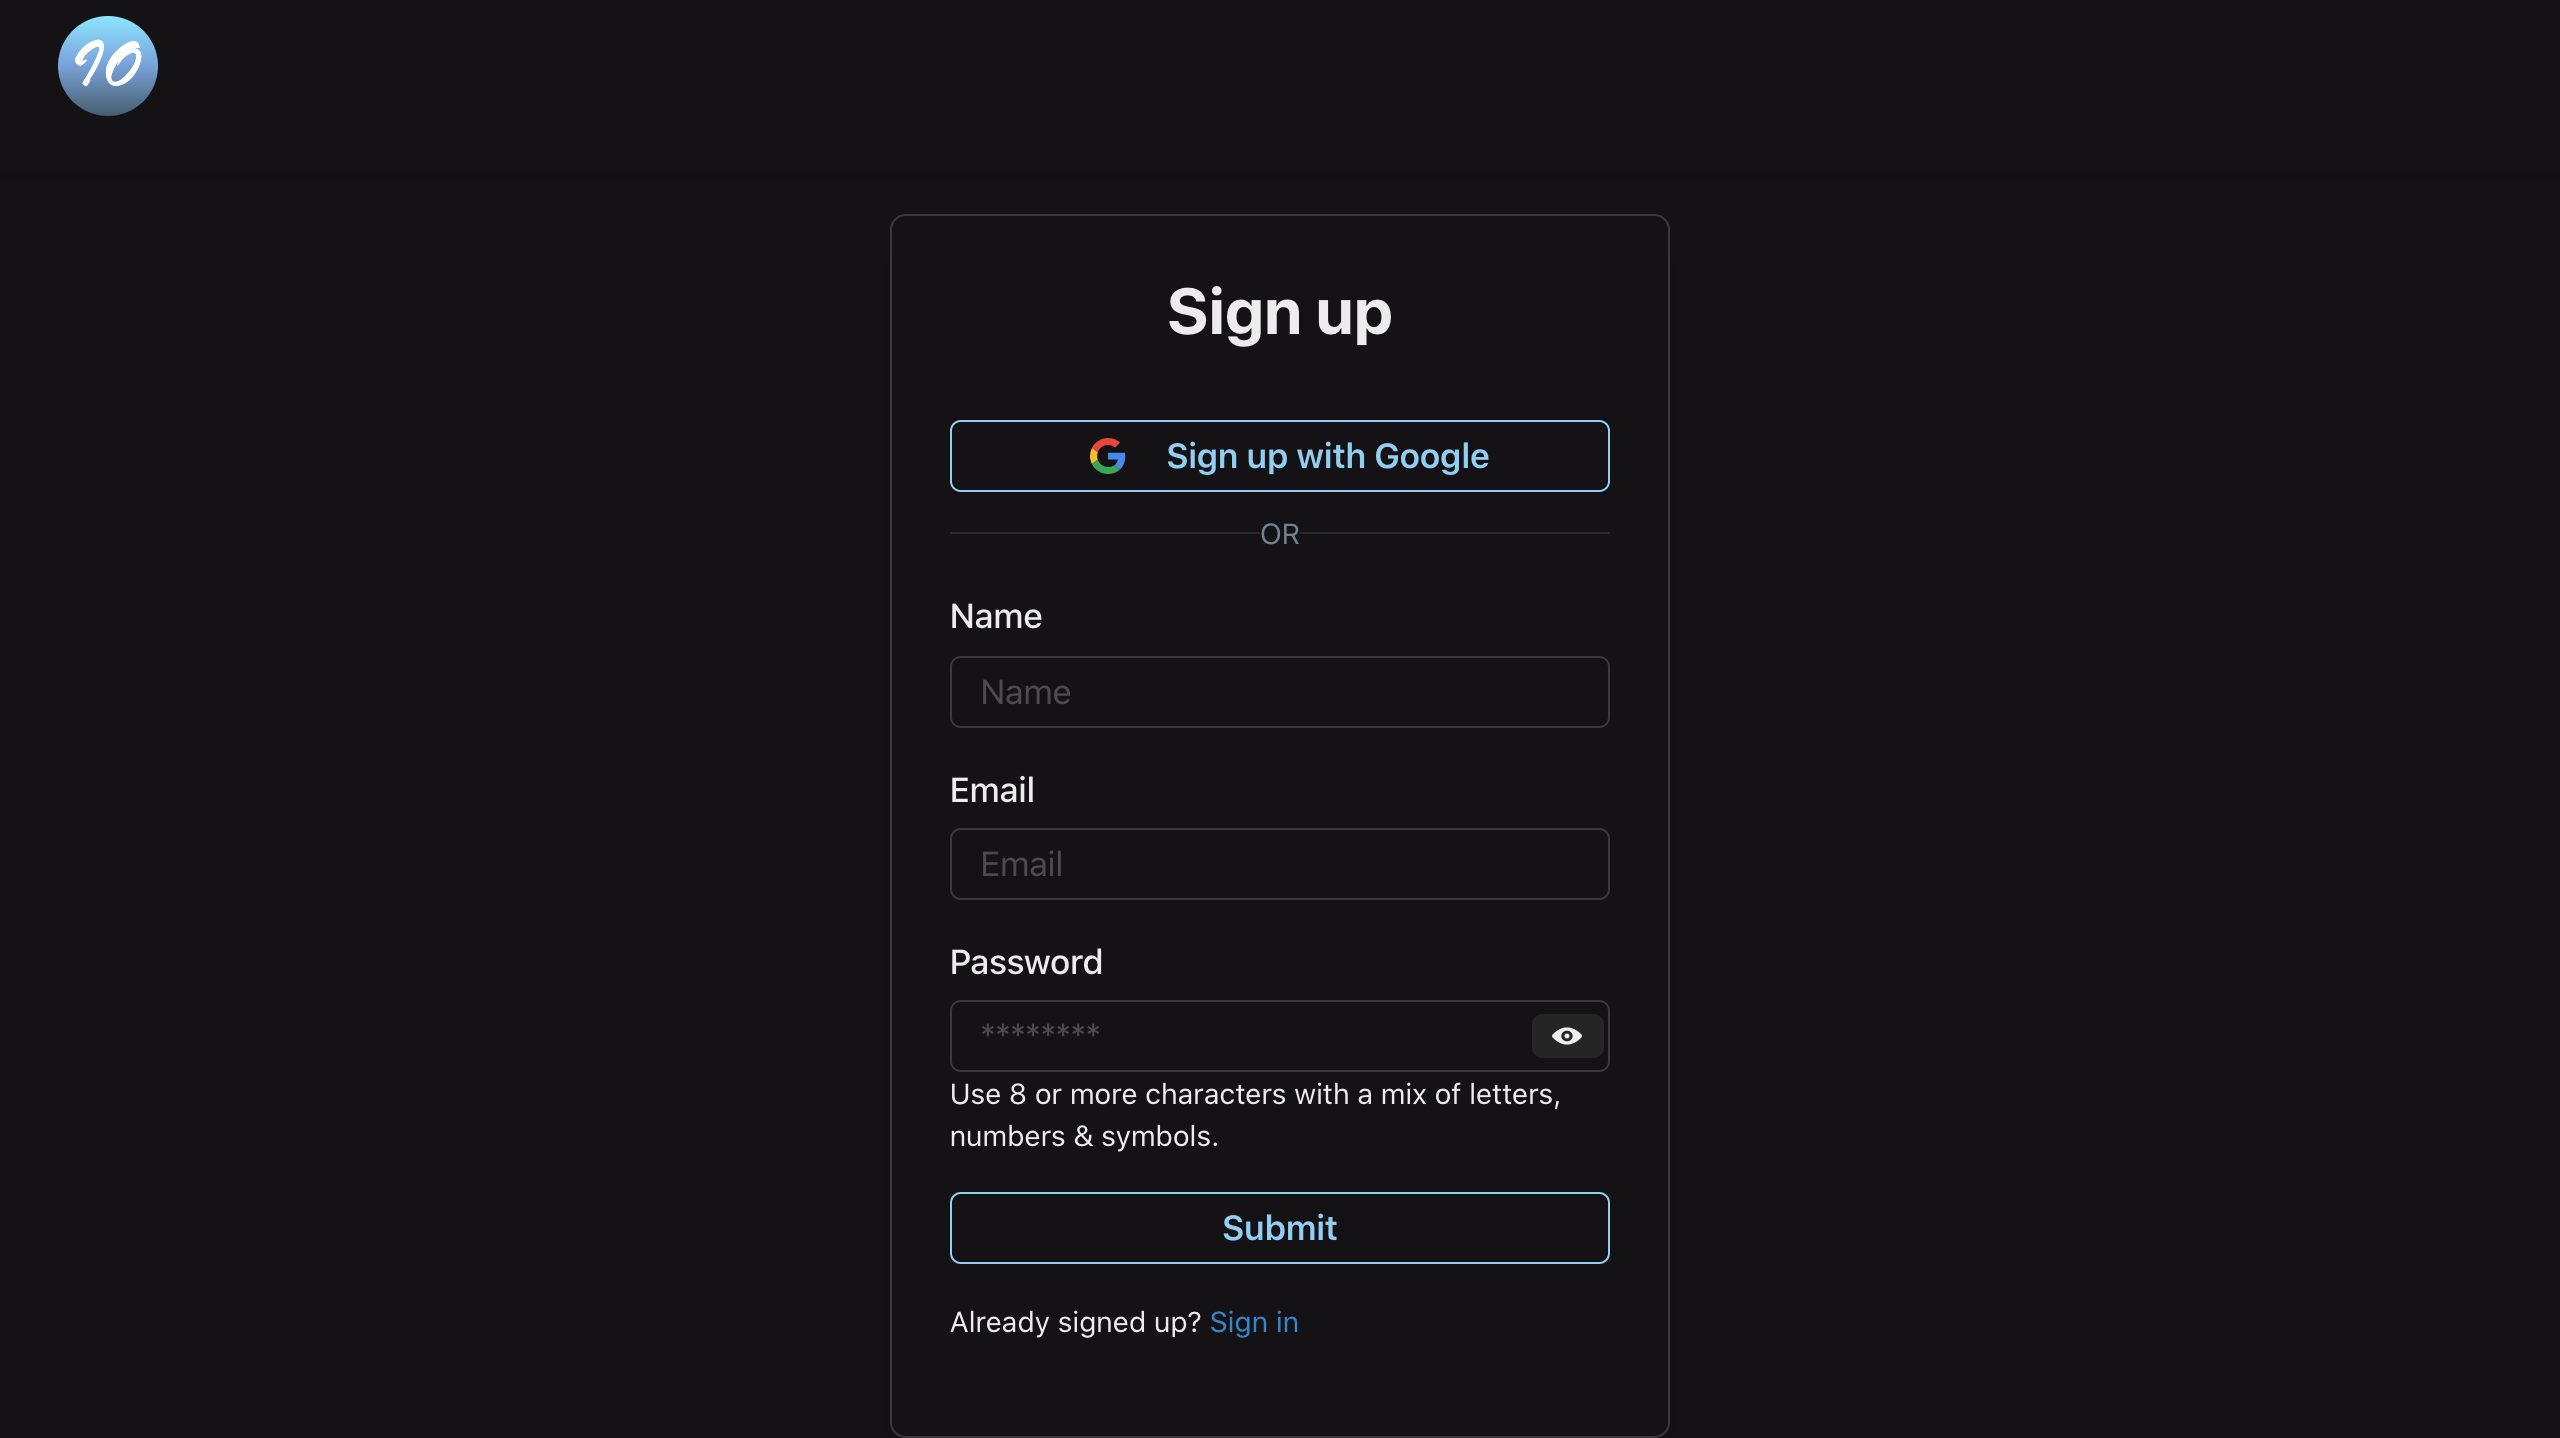 IO
Sign up
Sign up with Google
OR
Name
Name
Email
Email
Password
********
Use 8 or more characters with a mix of letters,
numbers & symbols.
Submit
Already signed up? Sign in